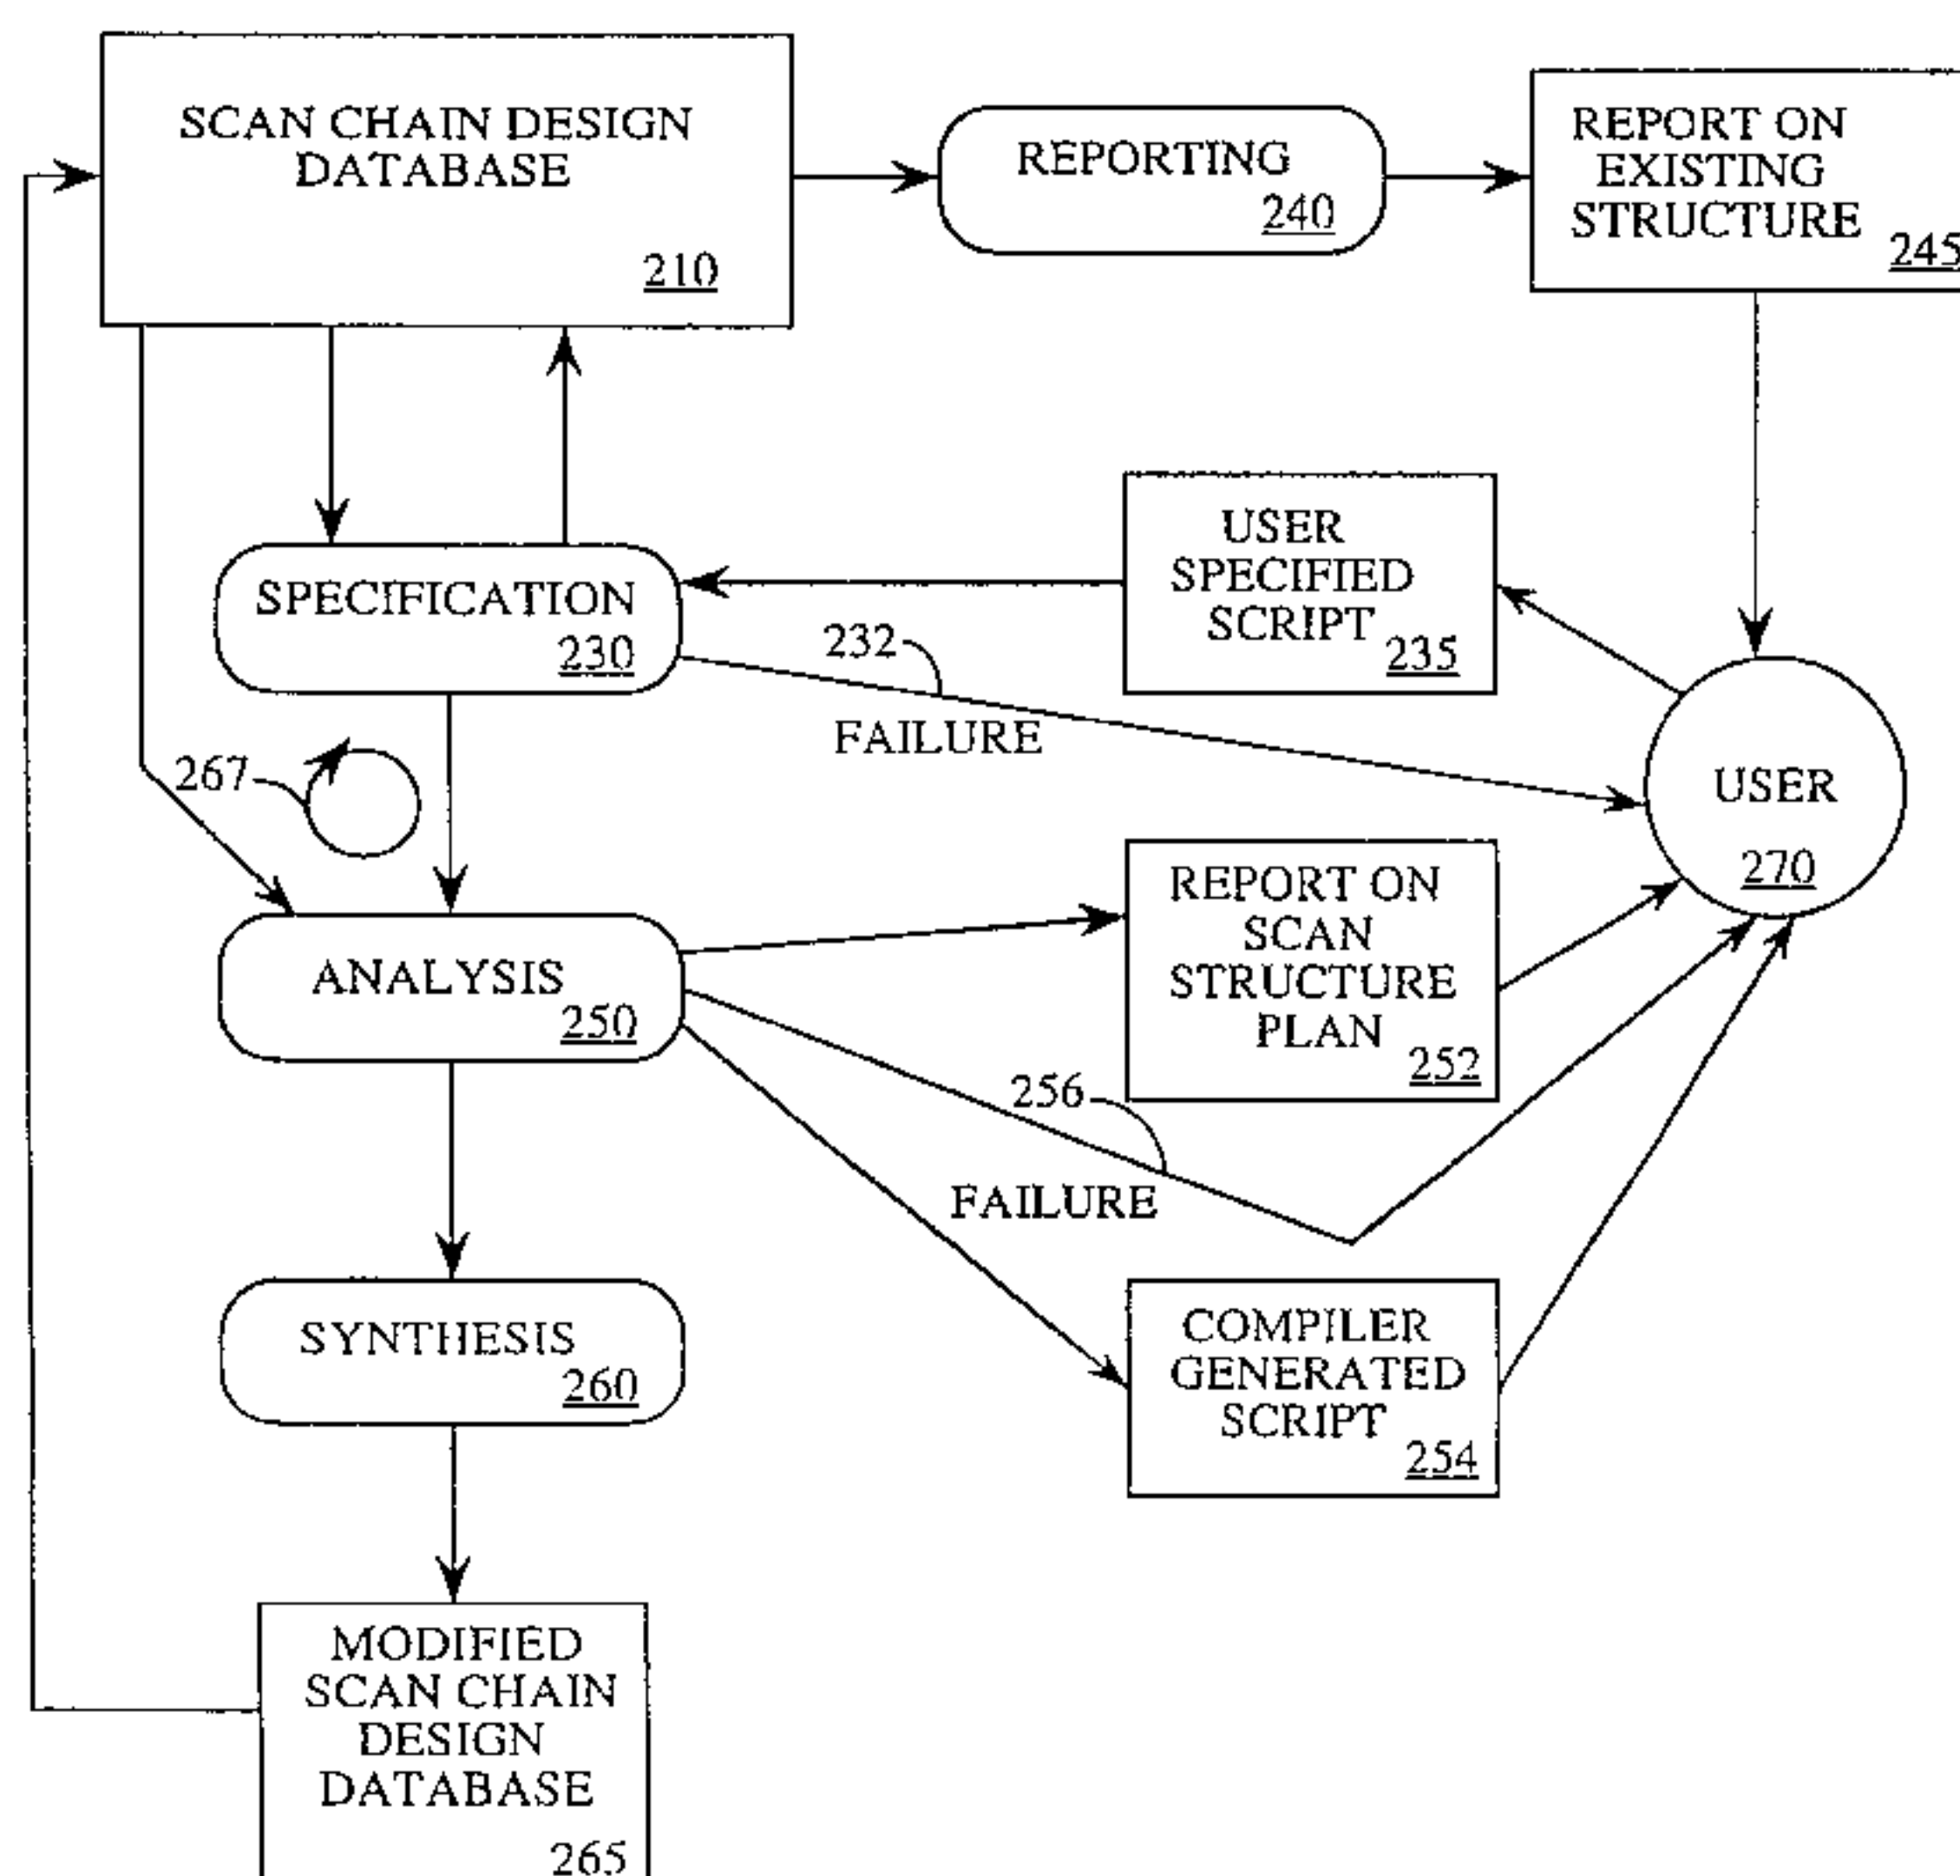 SCAN CHAIN DESIGN
DATABASE
210
REPORTING
240
REPORT ON
EXISTING
STRUCTURE
245
SPECIFICATION
230
USER
SPECIFIED
SCRIPT
235
232
FAILURE
267
USER
270
ANALYSIS
250
REPORT ON
SCAN
STRUCTURE
PLAN
252
256
FAILURE
SYNTHESIS
260
COMPILER
GENERATED
SCRIPT
254
MODIFIED
SCAN CHAIN
DESIGN
DATABASE
265